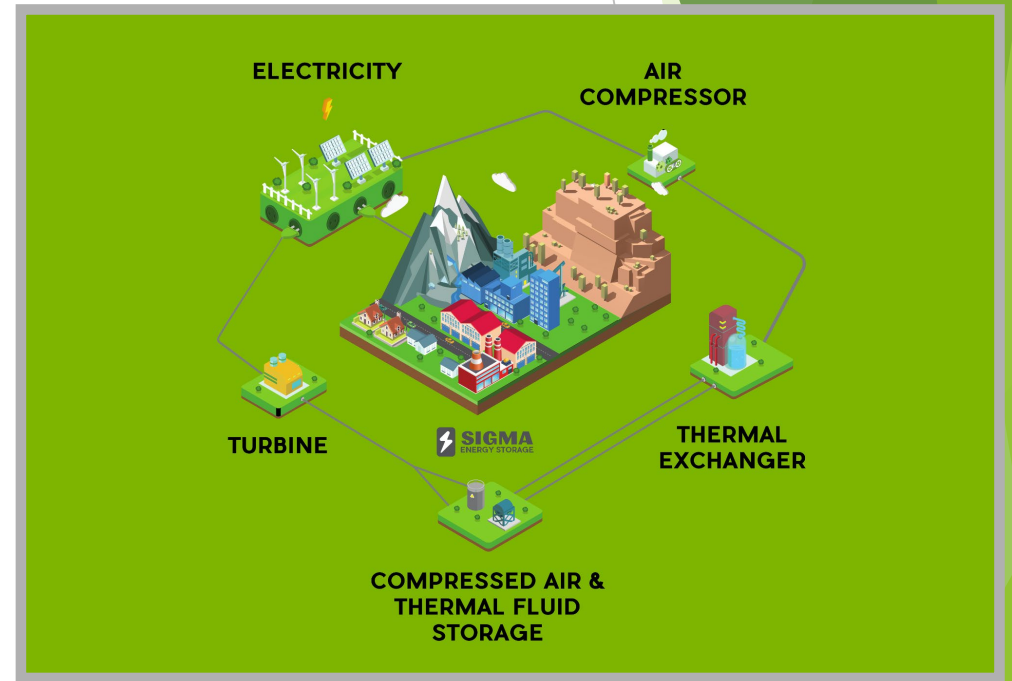 ELECTRICITY
AIR
COMPRESSOR
TURBINE
SIGMA
ENERGY STORAGE
THERMAL
EXCHANGER
COMPRESSED AIR &
THERMAL FLUID
STORAGE